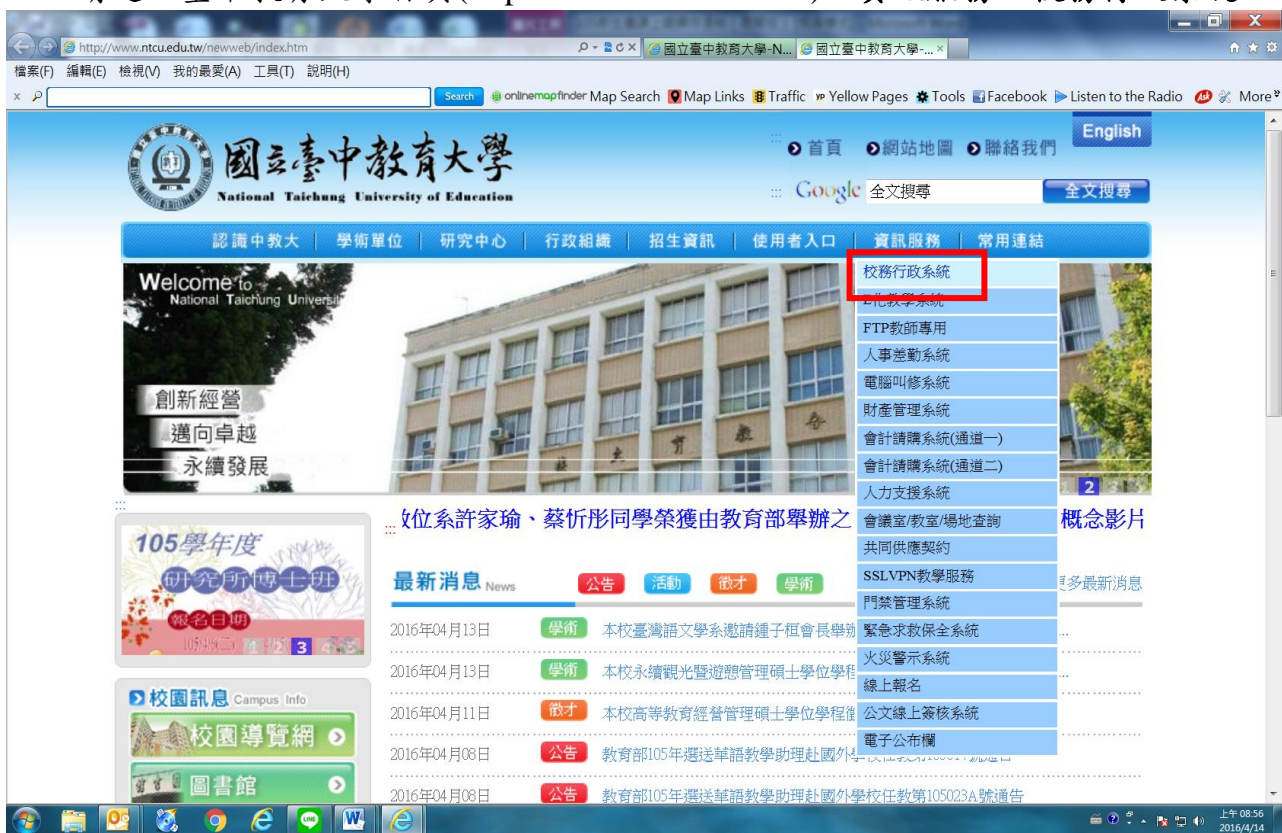 http://www.ntcu.edu.tw/newweb/index.htm
國立臺中教育大學-N...
國立臺中教育大學-...
檔案(F) 編輯(E) 檢視(V) 我的最愛(A) 工具(T) 說明(H)
Search onlinemapfinder Map Search Map Links Traffic Yellow Pages Tools Facebook Listen to the Radio More
English
首頁 網站地圖 聯絡我們
國立臺中教育大學
National Taichung University of Education
Google 全文搜尋 全文搜尋
認識中教大 學術單位 研究中心 行政組織 招生資訊 使用者入口 資訊服務 常用連結
校務行政系統
E化教學系統
FTP教師專用
人事差勤系統
電腦叫修系統
財產管理系統
會計請購系統(通道一)
會計請購系統(通道二)
人力支援系統
會議室/教室/場地查詢
共同供應契約
SSLVPN教學服務
門禁管理系統
緊急求救保全系統
火災警示系統
線上報名
公文線上簽核系統
電子公布欄
Welcome to
National Taichung Universit
創新經營
邁向卓越
永續發展
2
數位系許家瑜、蔡忻彤同學榮獲由教育部舉辦之 概念影片
105學年度
研究所博士班
報名日期
3
最新消息 News 公告 活動 徵才 學術 更多最新消息
2016年04月13日 學術 本校臺灣語文學系邀請鍾子桓會長舉辦
2016年04月13日 學術 本校永續觀光暨遊憩管理碩士學位學程
2016年04月11日 徵才 本校高等教育經營管理碩士學位學程徵
2016年04月08日 公告 教育部105年選送華語教學助理赴國外學校任教第105017號通告
2016年04月08日 公告 教育部105年選送華語教學助理赴國外學校任教第105023A號通告
校園訊息 Campus Info
校園導覽網
圖書館
上午 08:56
2016/4/14